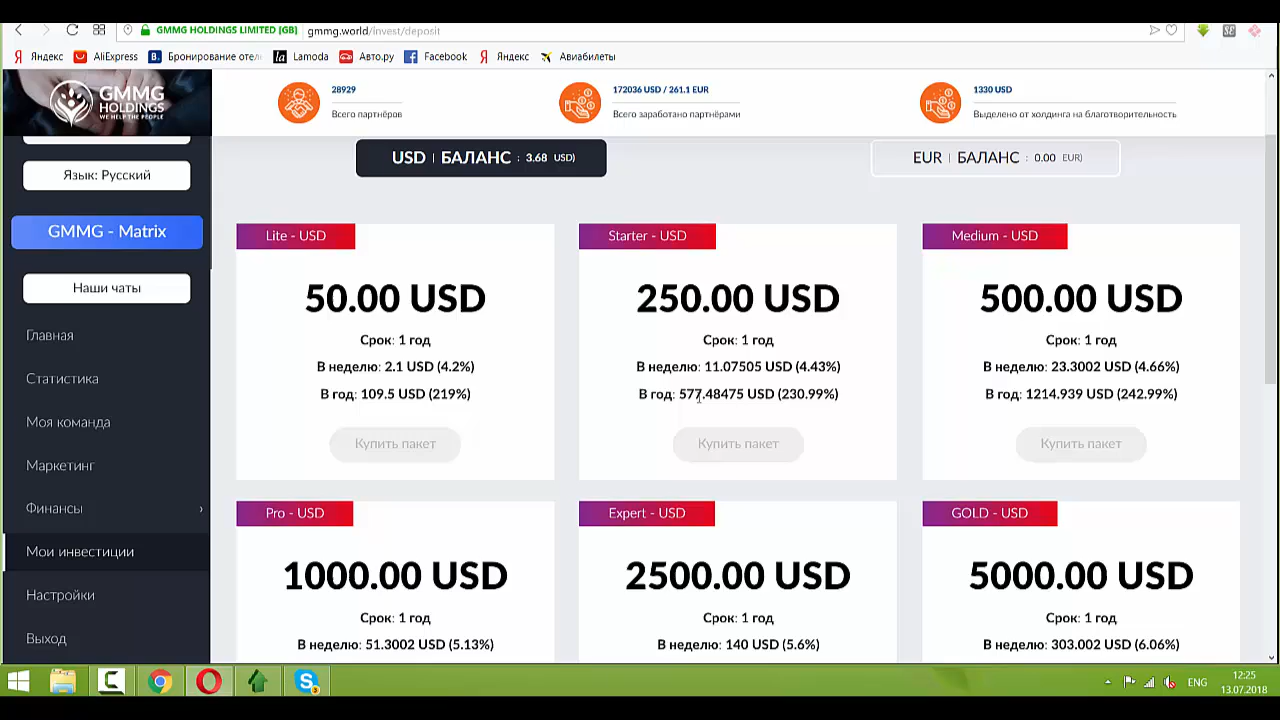 GMMG HOLDINGS LIMITED [GB] gmmg.world/invest/deposit
Яндекс AliExpress Бронирование отел Lamoda Авто.ру Facebook Яндекс Авиабилеты
GMMG
HOLDINGS
WE HELP THE PEOPLE
28929
Всего партнёров
172036 USD / 261.1 EUR
Всего заработано партнёрами
1330 USD
Выделено от холдинга на благотворительность
USD | БАЛАНС : 3.68 USD)
EUR | БАЛАНС : 0.00 EUR)
Язык: Русский
GMMG - Matrix
Наши чаты
Главная
Статистика
Моя команда
Маркетинг
Финансы ›
Мои инвестиции
Настройки
Выход
Lite - USD
50.00 USD
Срок: 1 год
В неделю: 2.1 USD (4.2%)
В год: 109.5 USD (219%)
Купить пакет
Starter - USD
250.00 USD
Срок: 1 год
В неделю: 11.07505 USD (4.43%)
В год: 577.48475 USD (230.99%)
Купить пакет
Medium - USD
500.00 USD
Срок: 1 год
В неделю: 23.3002 USD (4.66%)
В год: 1214.939 USD (242.99%)
Купить пакет
Pro - USD
1000.00 USD
Срок: 1 год
В неделю: 51.3002 USD (5.13%)
Expert - USD
2500.00 USD
Срок: 1 год
В неделю: 140 USD (5.6%)
GOLD - USD
5000.00 USD
Срок: 1 год
В неделю: 303.002 USD (6.06%)
ENG
12:25
13.07.2018